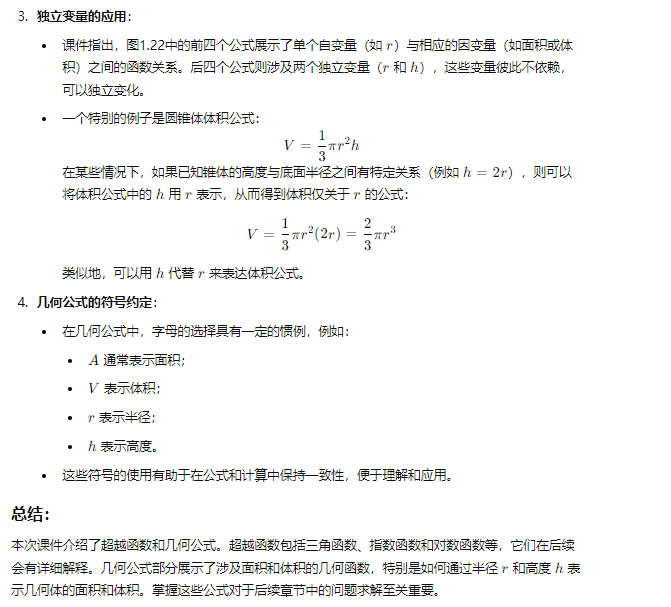 3. 独立变量的应用：
• 课件指出，图1.22中的前四个公式展示了单个自变量（如 r）与相应的因变量（如面积或体
积）之间的函数关系。后四个公式则涉及两个独立变量（r 和 h），这些变量彼此不依赖，
可以独立变化。
• 一个特别的例子是圆锥体体积公式：
V = \frac{1}{3}πr²h
在某些情况下，如果已知锥体的高度与底面半径之间有特定关系（例如 h = 2r），则可以
将体积公式中的 h 用 r 表示，从而得到体积仅关于 r 的公式：
V = \frac{1}{3}πr²(2r) = \frac{2}{3}πr³
类似地，可以用 h 代替 r 来表达体积公式。
4. 几何公式的符号约定：
• 在几何公式中，字母的选择具有一定的惯例，例如：
• A 通常表示面积；
• V 表示体积；
• r 表示半径；
• h 表示高度。
• 这些符号的使用有助于在公式和计算中保持一致性，便于理解和应用。
总结：
本次课件介绍了超越函数和几何公式。超越函数包括三角函数、指数函数和对数函数等，它们在后续
会有详细解释。几何公式部分展示了涉及面积和体积的几何函数，特别是如何通过半径 r 和高度 h 表
示几何体的面积和体积。掌握这些公式对于后续章节中的问题求解至关重要。